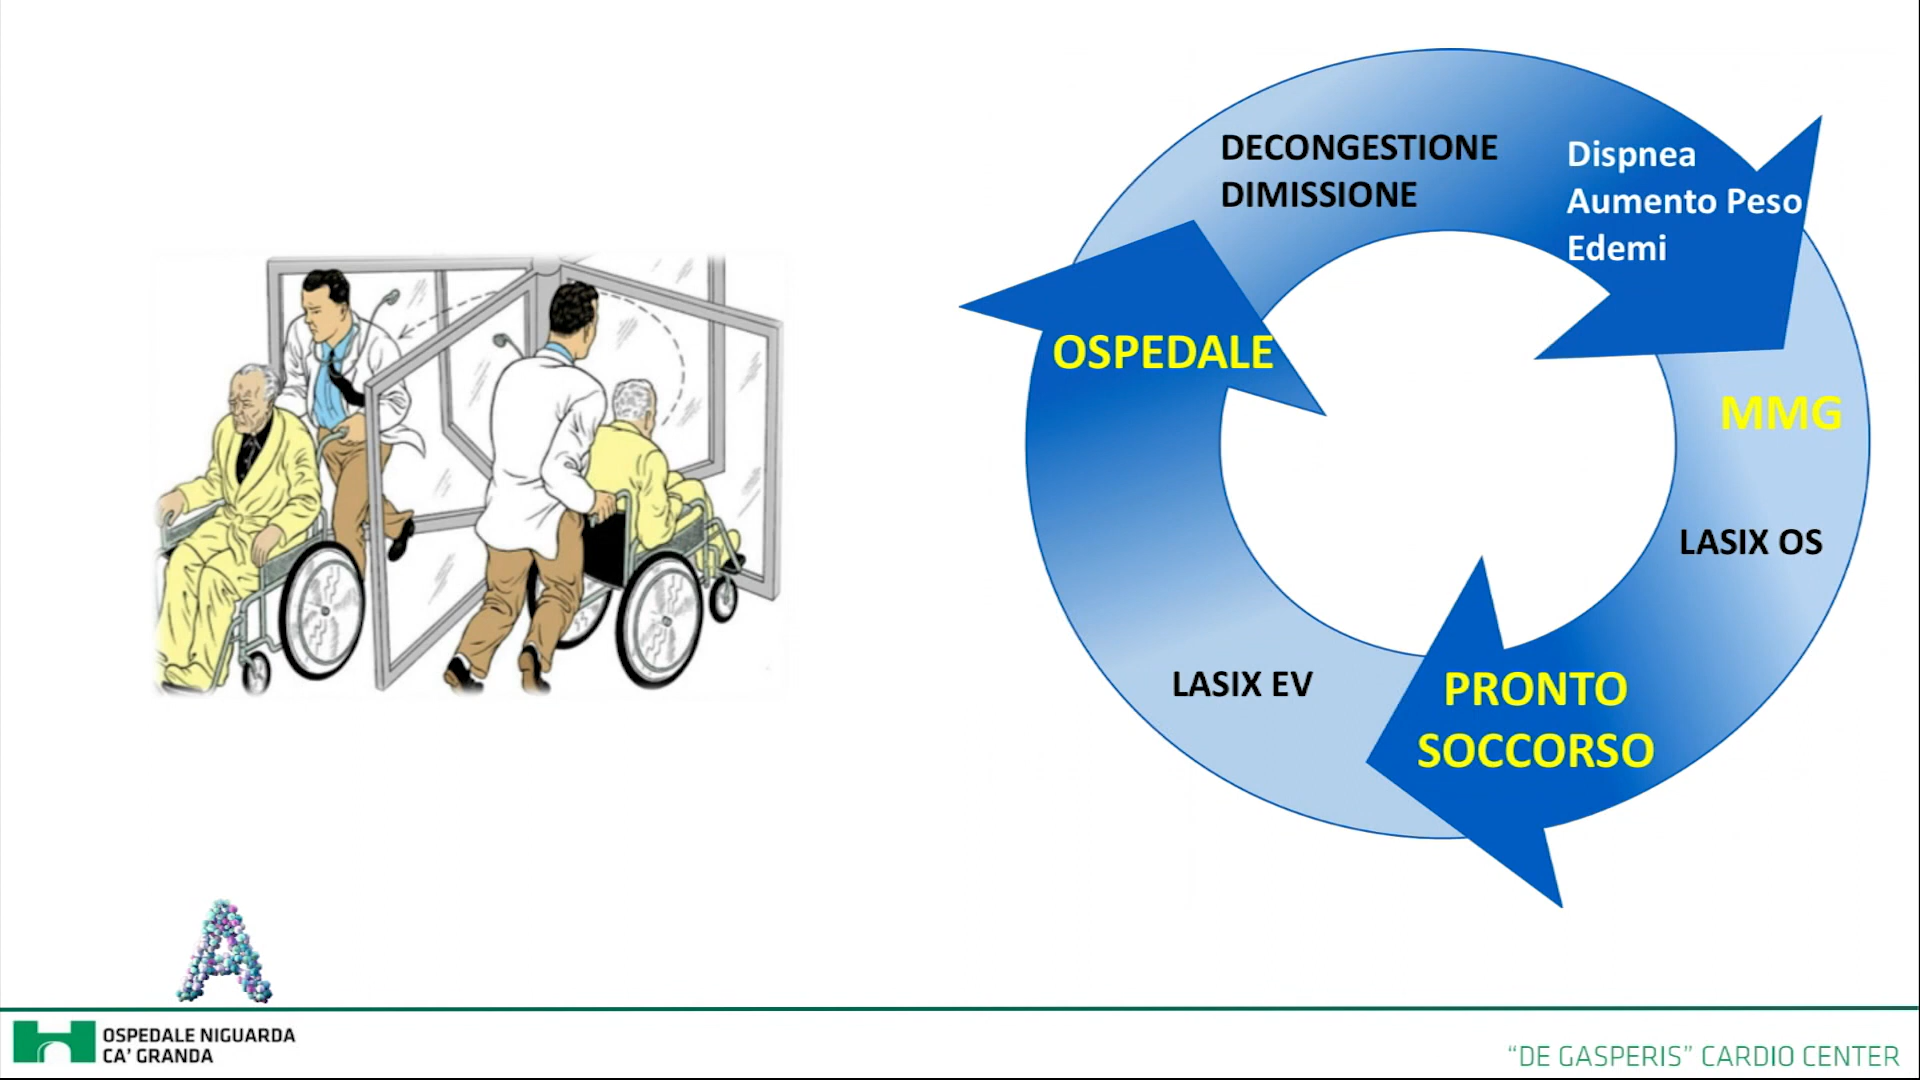 DECONGESTIONE
DIMISSIONE
Dispnea
Aumento Peso
Edemi
OSPEDALE
MMG
LASIX OS
LASIX EV
PRONTO
SOCCORSO
A
OSPEDALE NIGUARDA
CA' GRANDA
"DE GASPERIS" CARDIO CENTER